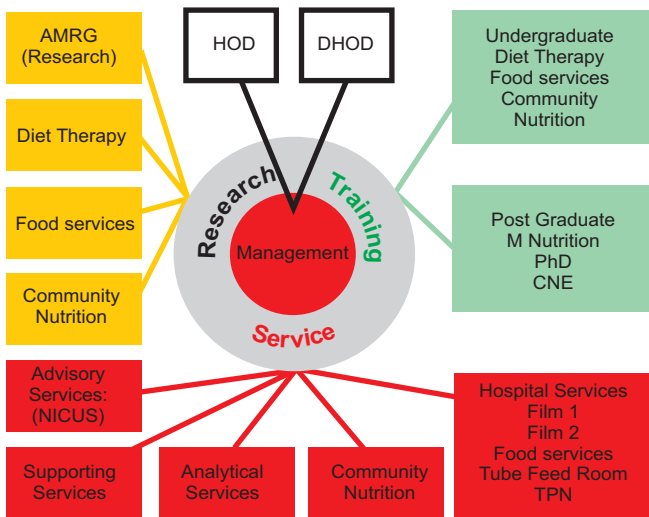 AMRG
(Research)
HOD
DHOD
Undergraduate
Diet Therapy
Food services
Community
Nutrition
Diet Therapy
Food services
Community
Nutrition
Research
Training
Management
Service
Post Graduate
M Nutrition
PhD
CNE
Advisory
Services:
(NICUS)
Supporting
Services
Analytical
Services
Community
Nutrition
Hospital Services
Film 1
Film 2
Food services
Tube Feed Room
TPN